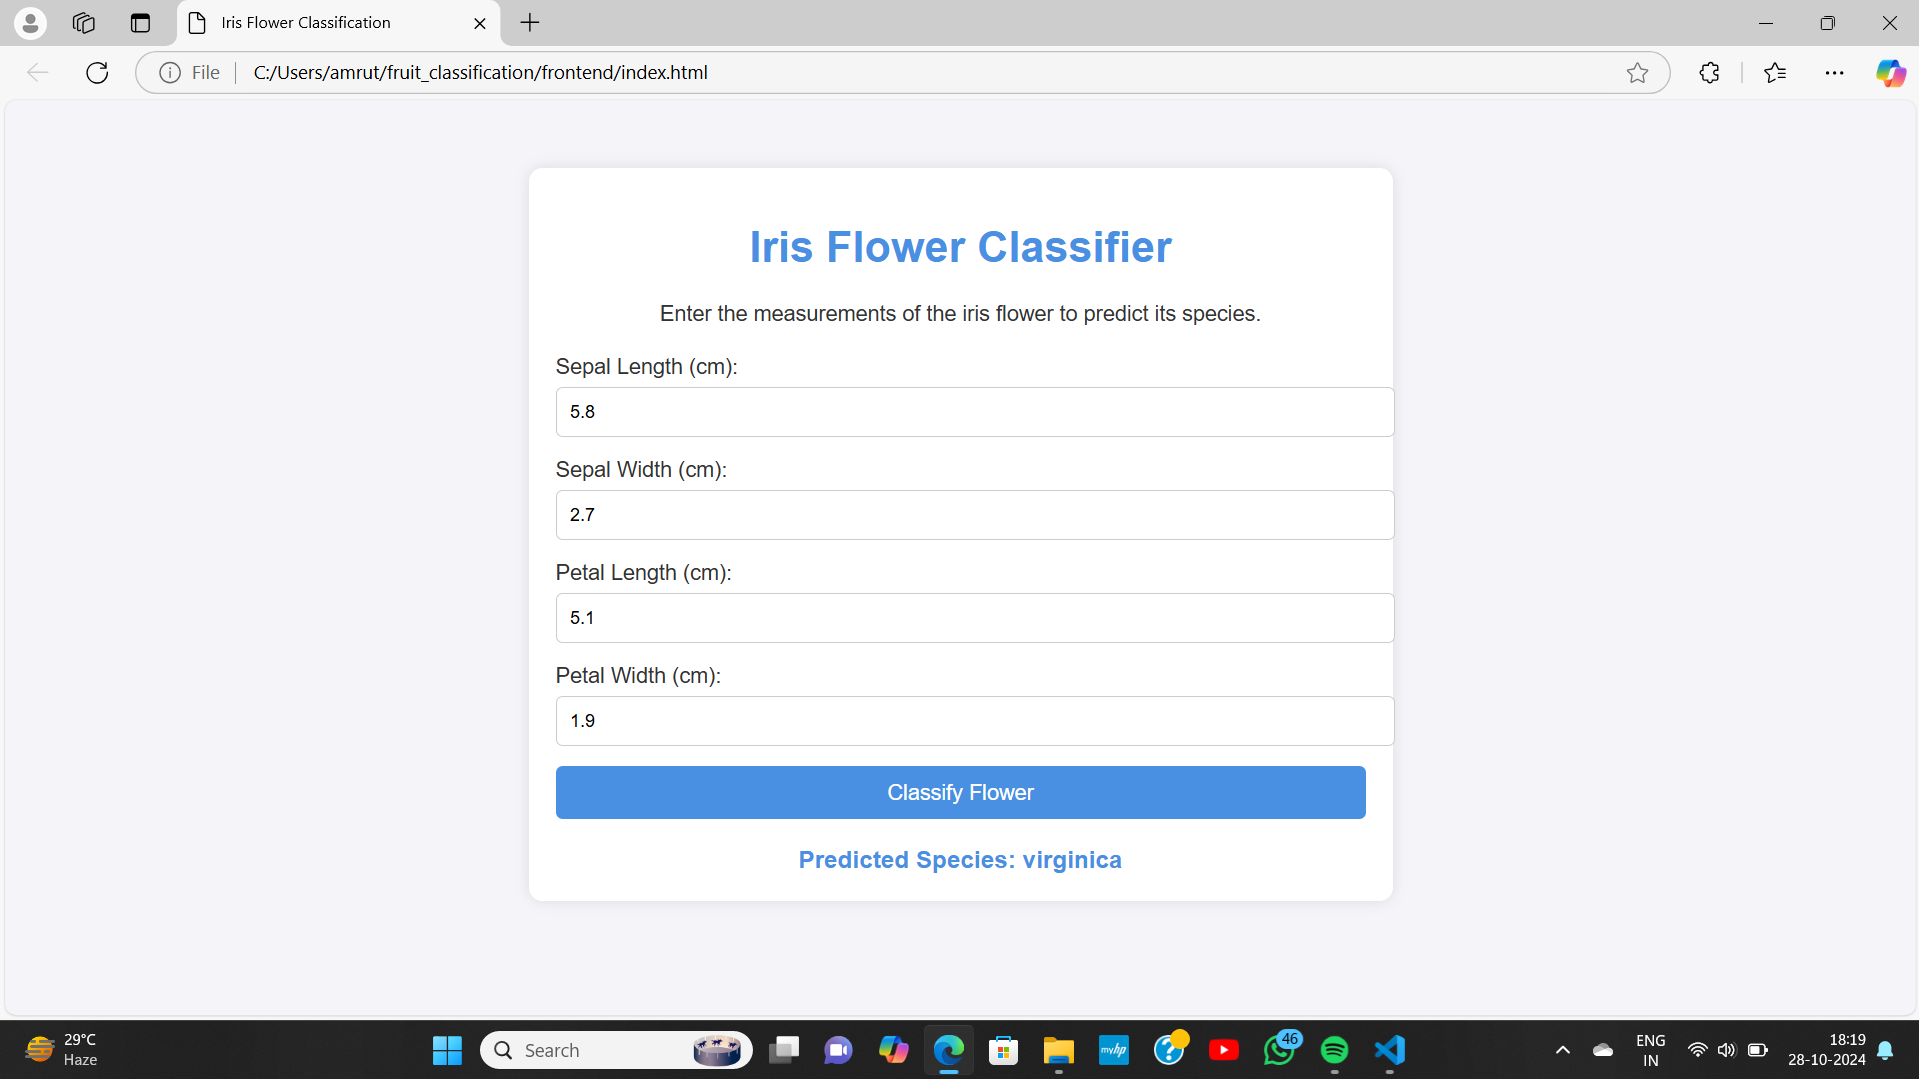 Iris Flower Classification
File
C:/Users/amrut/fruit_classification/frontend/index.html
Iris Flower Classifier
Enter the measurements of the iris flower to predict its species.
Sepal Length (cm):
5.8
Sepal Width (cm):
2.7
Petal Length (cm):
5.1
Petal Width (cm):
1.9
Classify Flower
Predicted Species: virginica
29°C
Haze
Search
myhp
?
46
ENG
IN
18:19
28-10-2024